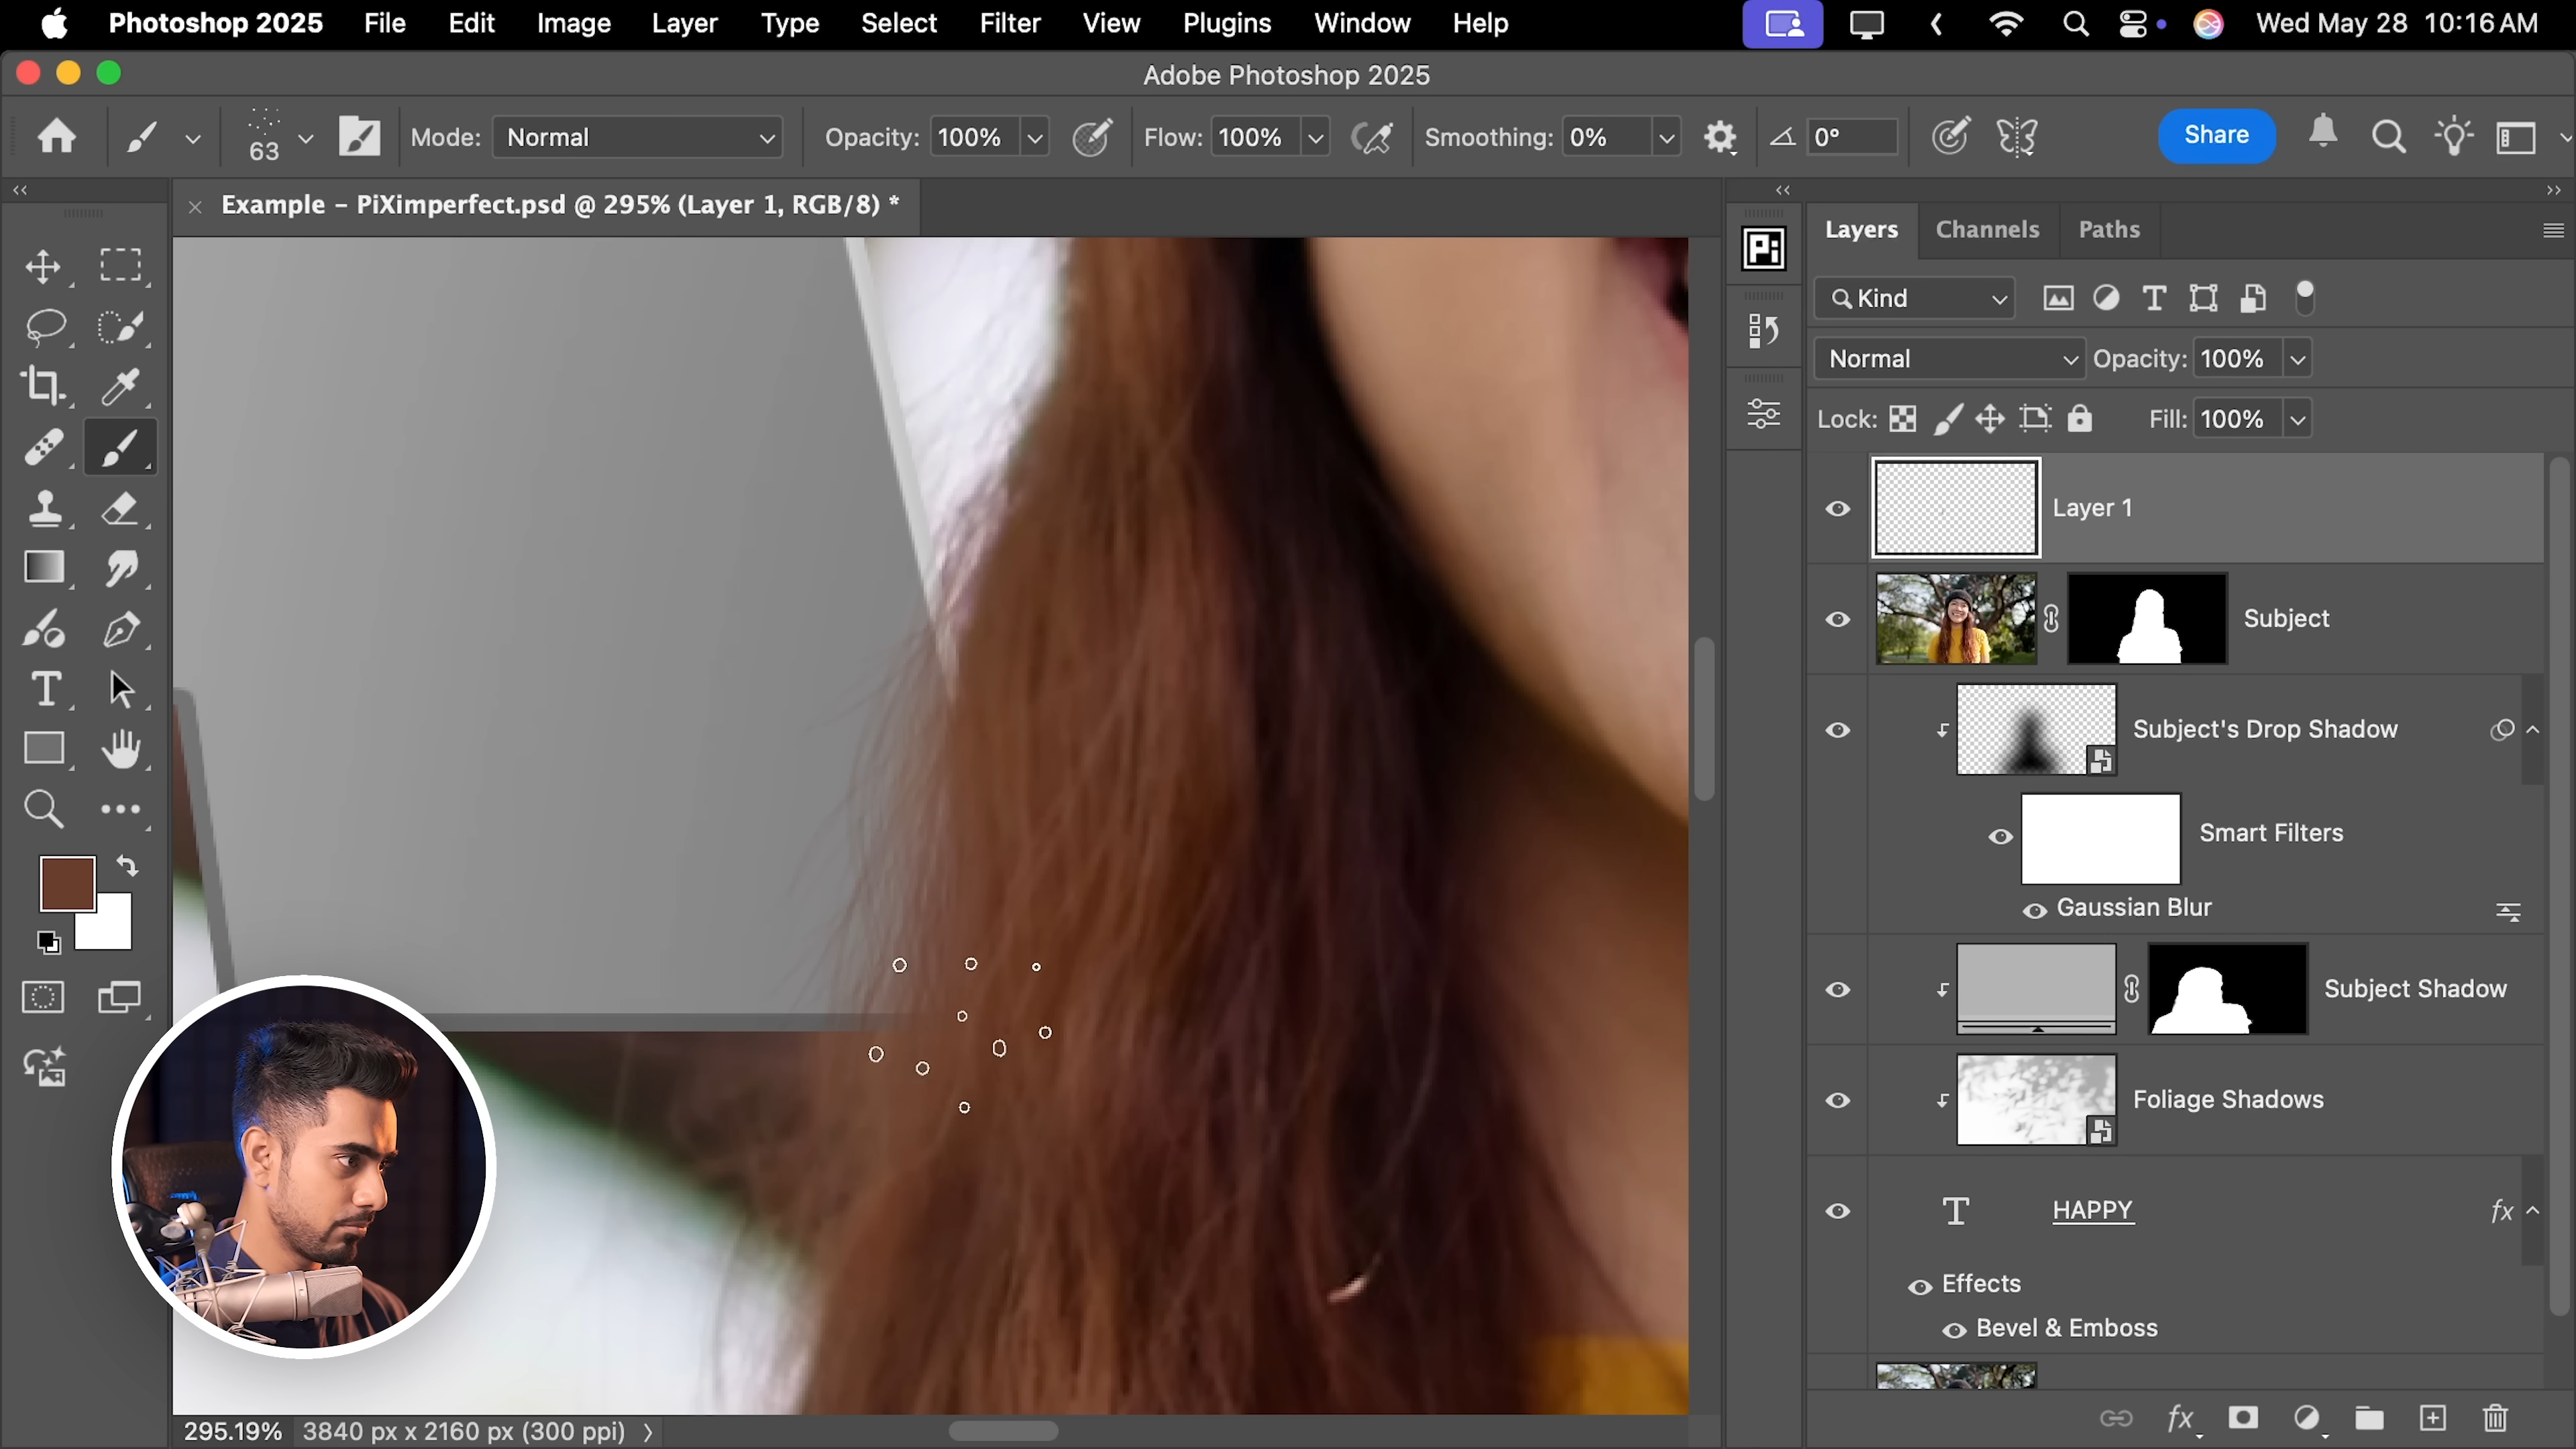 Photoshop 2025 File Edit Image Layer Type Select Filter View Plugins Window Help Wed May 28 10:16 AM
Adobe Photoshop 2025
63 Mode: Normal Opacity: 100% Flow: 100% Smoothing: 0% 0° Share
Example - PiXimperfect.psd @ 295% (Layer 1, RGB/8) *
Pi
Layers Channels Paths
Kind
Normal Opacity: 100%
Lock: Fill: 100%
Layer 1
Subject
Subject's Drop Shadow
Smart Filters
Gaussian Blur
Subject Shadow
Foliage Shadows
T HAPPY fx
Effects
Bevel & Emboss
295.19% 3840 px x 2160 px (300 ppi)
fx